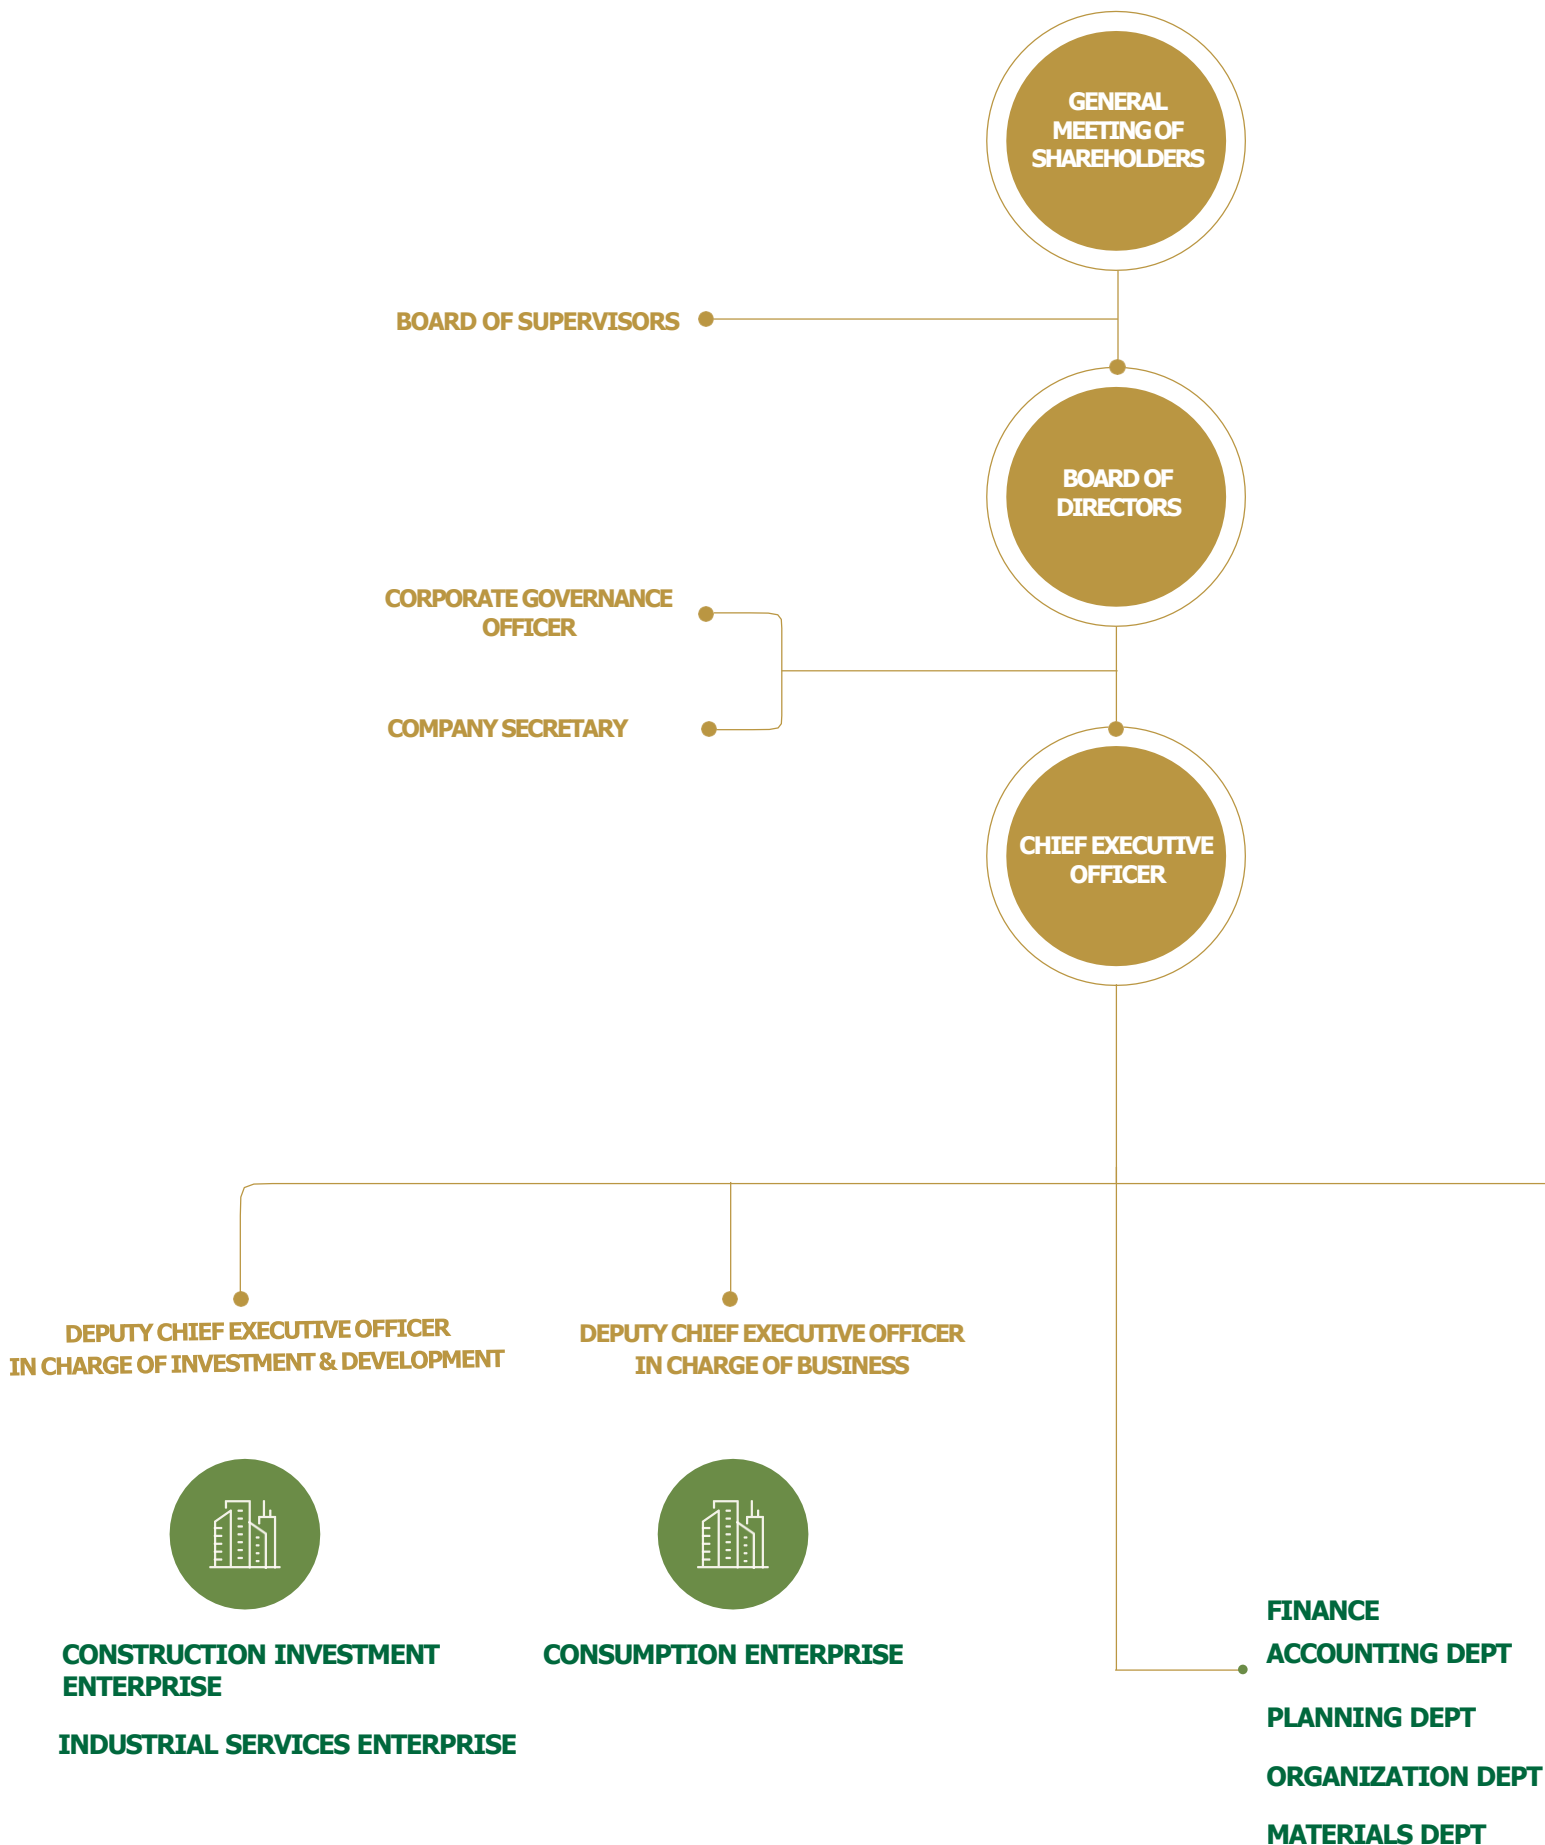 GENERAL
MEETING OF
SHAREHOLDERS
BOARD OF SUPERVISORS
BOARD OF
DIRECTORS
CORPORATE GOVERNANCE
OFFICER
COMPANY SECRETARY
CHIEF EXECUTIVE
OFFICER
DEPUTY CHIEF EXECUTIVE OFFICER
IN CHARGE OF INVESTMENT & DEVELOPMENT
DEPUTY CHIEF EXECUTIVE OFFICER
IN CHARGE OF BUSINESS
CONSTRUCTION INVESTMENT
ENTERPRISE
INDUSTRIAL SERVICES ENTERPRISE
CONSUMPTION ENTERPRISE
FINANCE
ACCOUNTING DEPT
PLANNING DEPT
ORGANIZATION DEPT
MATERIALS DEPT